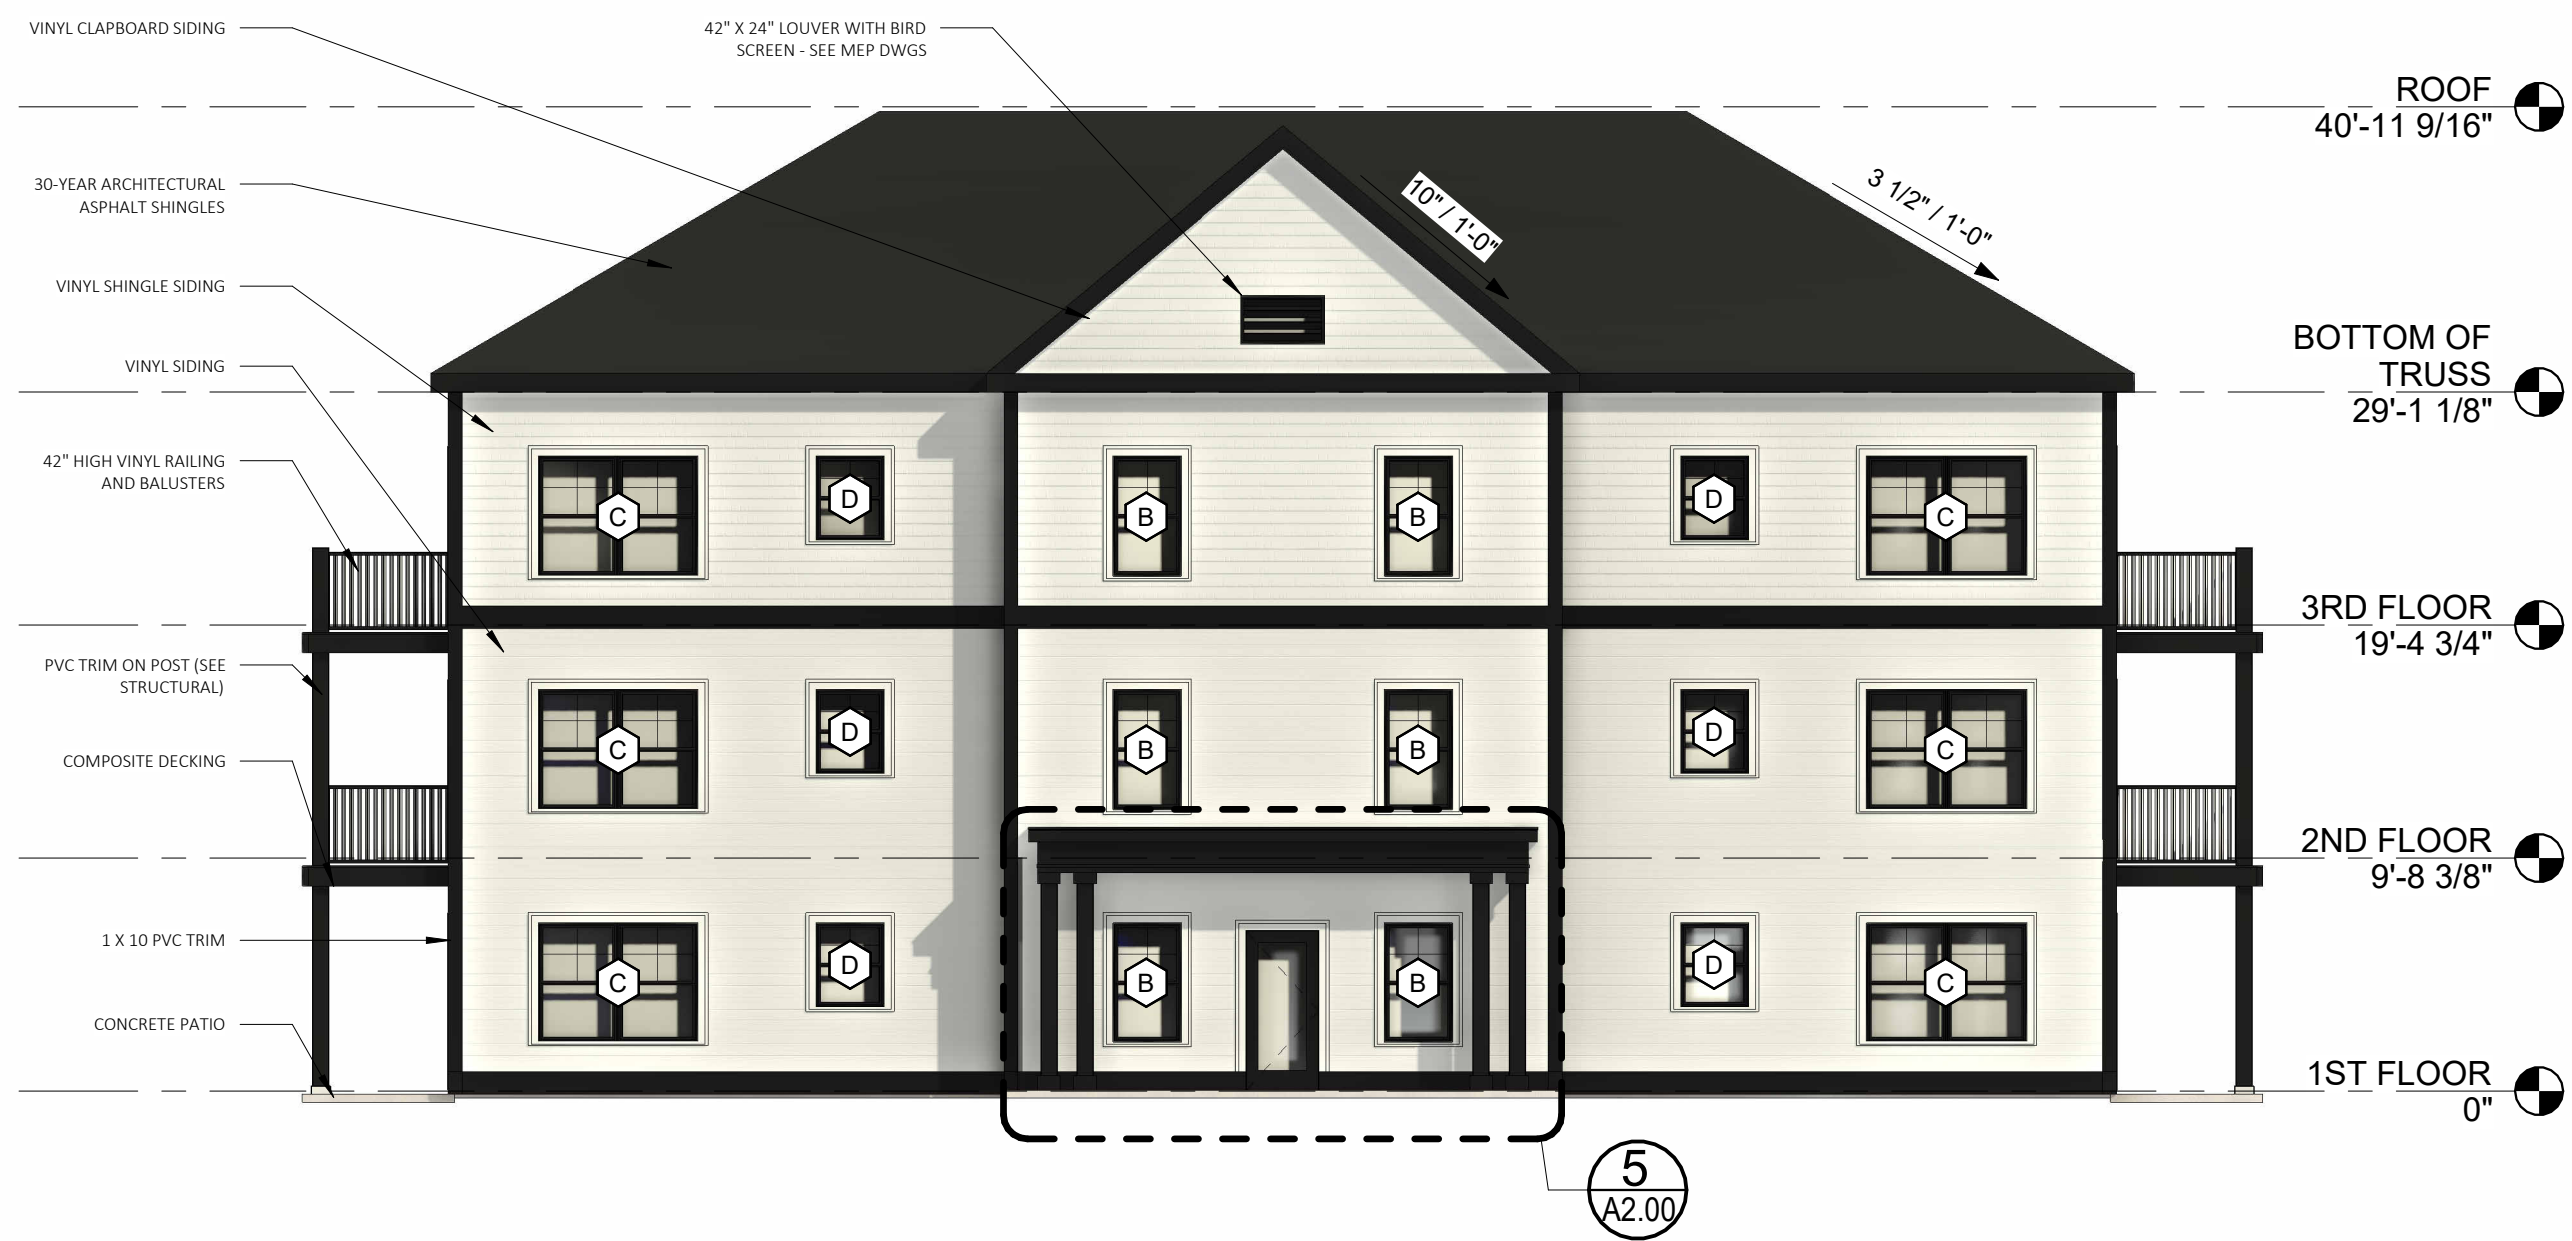 VINYL CLAPBOARD SIDING
42" X 24" LOUVER WITH BIRD
SCREEN - SEE MEP DWGS
ROOF
40'-11 9/16"
30-YEAR ARCHITECTURAL
ASPHALT SHINGLES
10" / 1'-0"
3 1/2" / 1'-0"
VINYL SHINGLE SIDING
BOTTOM OF
TRUSS
29'-1 1/8"
VINYL SIDING
42" HIGH VINYL RAILING
AND BALUSTERS
C
D
B
B
D
C
3RD FLOOR
19'-4 3/4"
PVC TRIM ON POST (SEE
STRUCTURAL)
C
D
B
B
D
C
COMPOSITE DECKING
2ND FLOOR
9'-8 3/8"
1 X 10 PVC TRIM
C
D
B
B
D
C
CONCRETE PATIO
1ST FLOOR
0"
5
A2.00